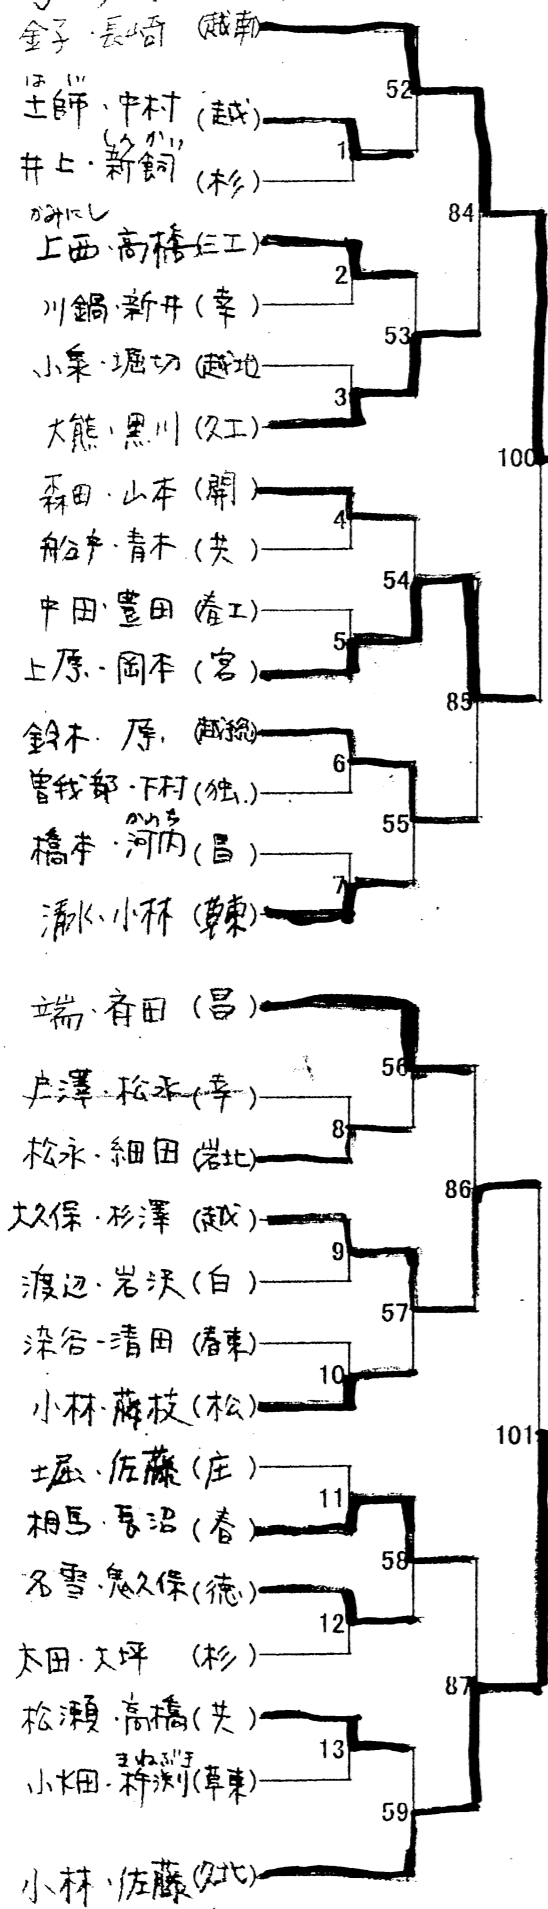 金子・長崎 (越南)
52
はじ
土師・中村 (越)
1
しんかい
井上・新飼 (杉)
84
かみにし
上西・高橋 (三工)
2
川鍋・新井 (幸)
53
小泉・堀切 (越北)
3
大熊・黒川 (久工)
100
森田・山本 (開)
4
船戸・青木 (共)
54
中田・豊田 (春工)
5
上原・岡本 (宮)
85
鈴木・原 (越総)
6
曽我部・下村 (独)
55
かわち
橋本・河内 (昌)
7
清水・小林 (草東)
端・斉田 (昌)
56
戸澤・松永 (幸)
8
松永・細田 (岩北)
86
大久保・杉澤 (越)
9
渡辺・岩沢 (白)
57
染谷・清田 (春東)
10
小林・藤枝 (松)
101
土屈・佐藤 (庄)
11
相馬・長沼 (春)
58
名雪・鬼久保 (徳)
12
太田・大坪 (杉)
87
松瀬・高橋 (共)
13
きねぶき
小畑・杵渕 (草東)
59
小林・佐藤 (久北)